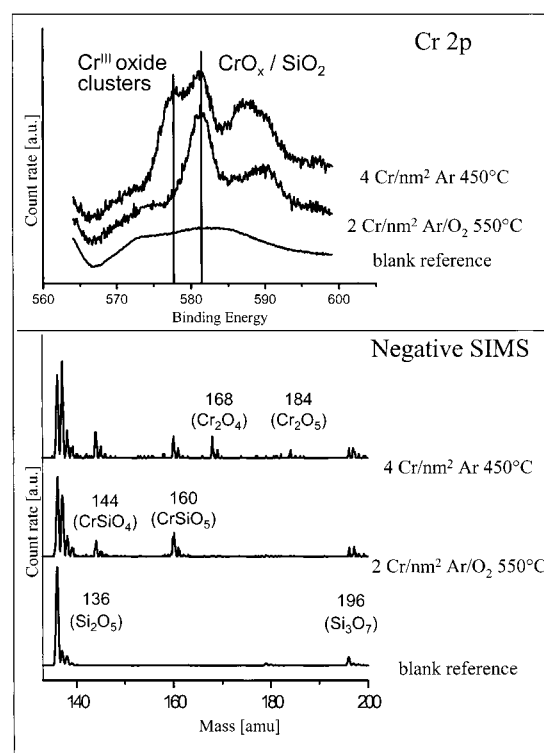 Cr 2p
Cr^III oxide
clusters
CrOₓ / SiO₂
Count rate [a.u.]
4 Cr/nm² Ar 450°C
2 Cr/nm² Ar/O₂ 550°C
blank reference
560 570 580 590 600
Binding Energy
Negative SIMS
168
(Cr₂O₄)
184
(Cr₂O₅)
4 Cr/nm² Ar 450°C
144
(CrSiO₄)
160
(CrSiO₅)
Count rate [a.u.]
2 Cr/nm² Ar/O₂ 550°C
136
(Si₂O₅)
196
(Si₃O₇)
blank reference
140 160 180 200
Mass [amu]